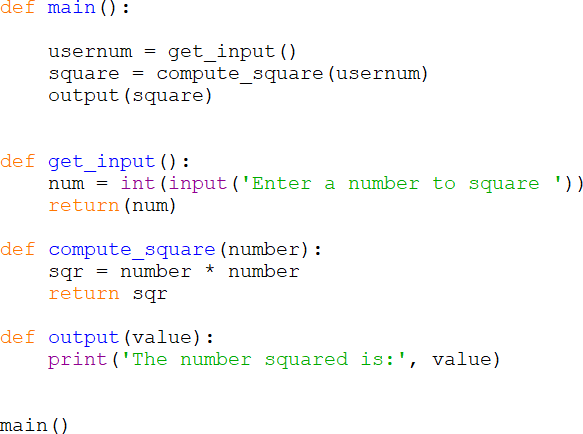 def main():
usernum = get_input()
square = compute_square(usernum)
output(square)
def get_input():
num = int(input('Enter a number to square '))
return(num)
def compute_square(number):
sqr = number * number
return sqr
def output(value):
print('The number squared is:', value)
main()